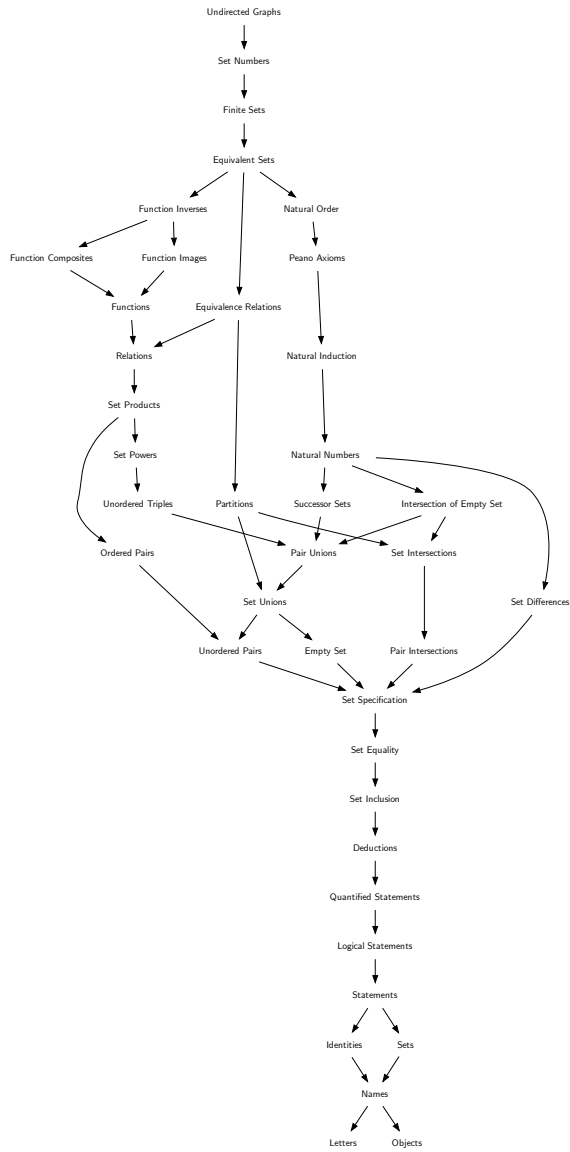 Undirected Graphs
Set Numbers
Finite Sets
Equivalent Sets
Function Inverses
Natural Order
Function Composites
Function Images
Peano Axioms
Functions
Equivalence Relations
Relations
Natural Induction
Set Products
Set Powers
Natural Numbers
Unordered Triples
Partitions
Successor Sets
Intersection of Empty Set
Ordered Pairs
Pair Unions
Set Intersections
Set Unions
Set Differences
Unordered Pairs
Empty Set
Pair Intersections
Set Specification
Set Equality
Set Inclusion
Deductions
Quantified Statements
Logical Statements
Statements
Identities
Sets
Names
Letters
Objects